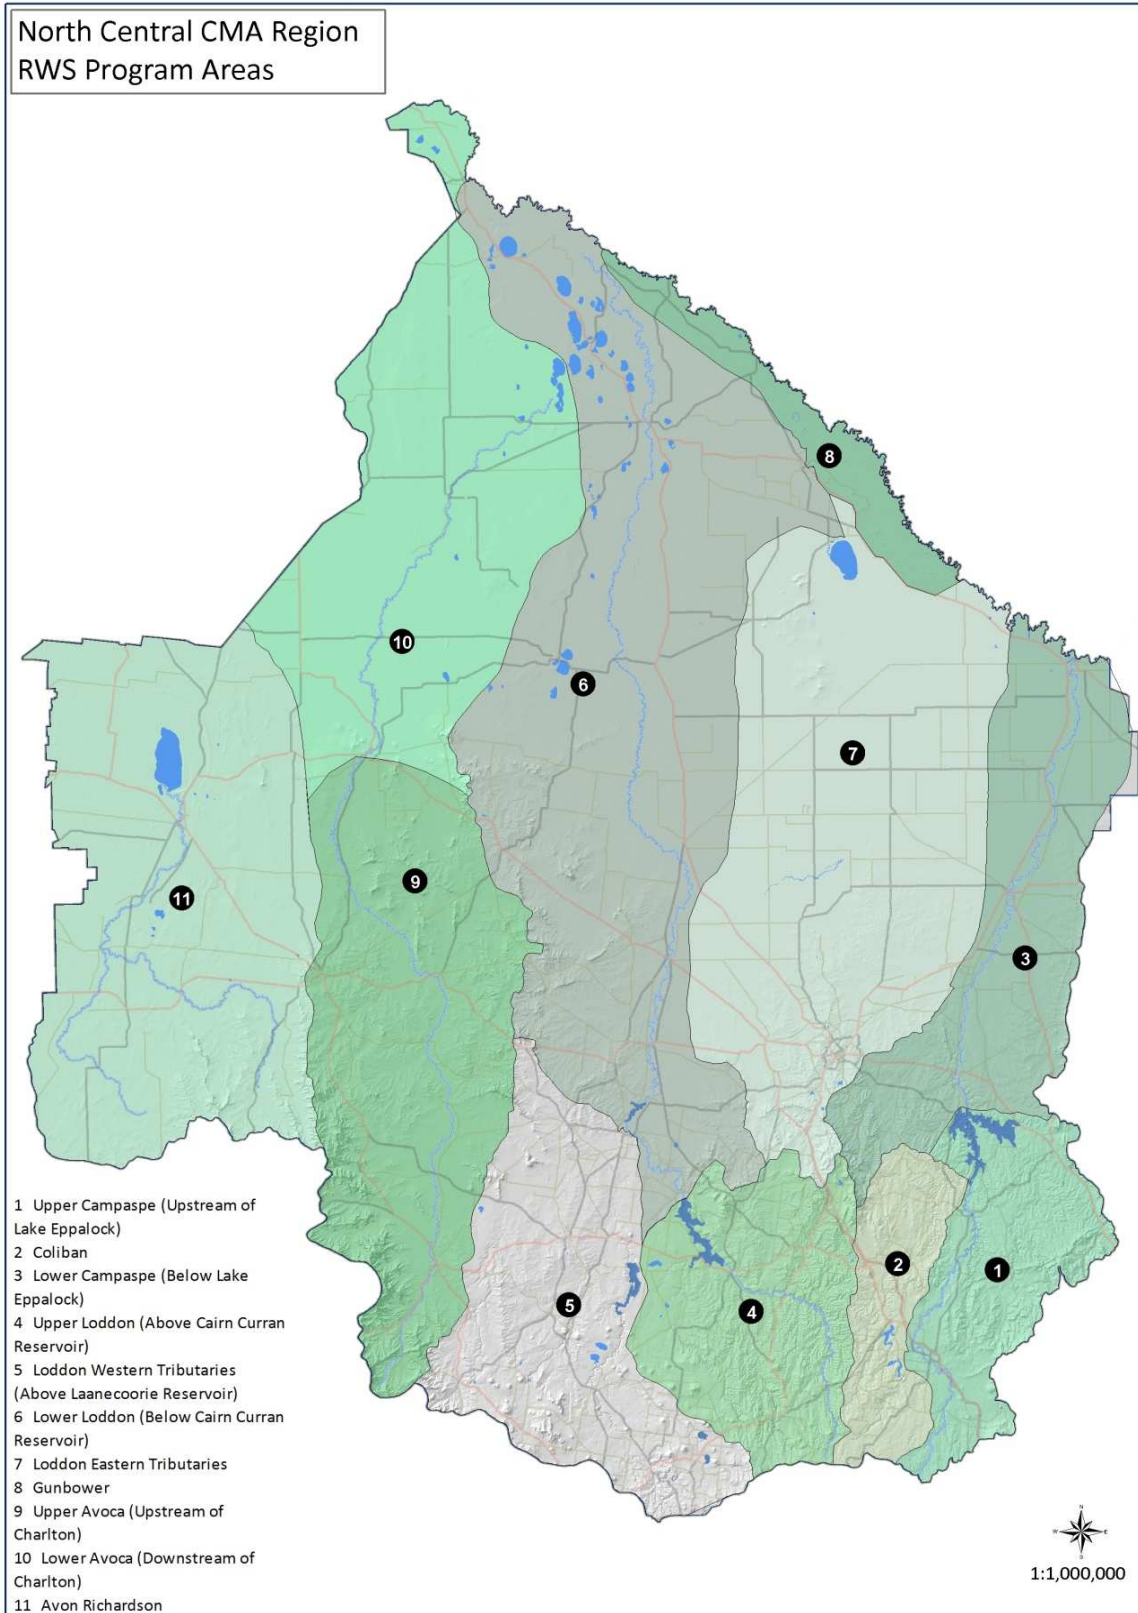 North Central CMA Region
RWS Program Areas
8
10
6
7
9
11
3
2
1
5
4
1 Upper Campaspe (Upstream of
Lake Eppalock)
2 Coliban
3 Lower Campaspe (Below Lake
Eppalock)
4 Upper Loddon (Above Cairn Curran
Reservoir)
5 Loddon Western Tributaries
(Above Laanecoorie Reservoir)
6 Lower Loddon (Below Cairn Curran
Reservoir)
7 Loddon Eastern Tributaries
8 Gunbower
9 Upper Avoca (Upstream of
Charlton)
10 Lower Avoca (Downstream of
Charlton)
11 Avon Richardson
N
W E
S
1:1,000,000